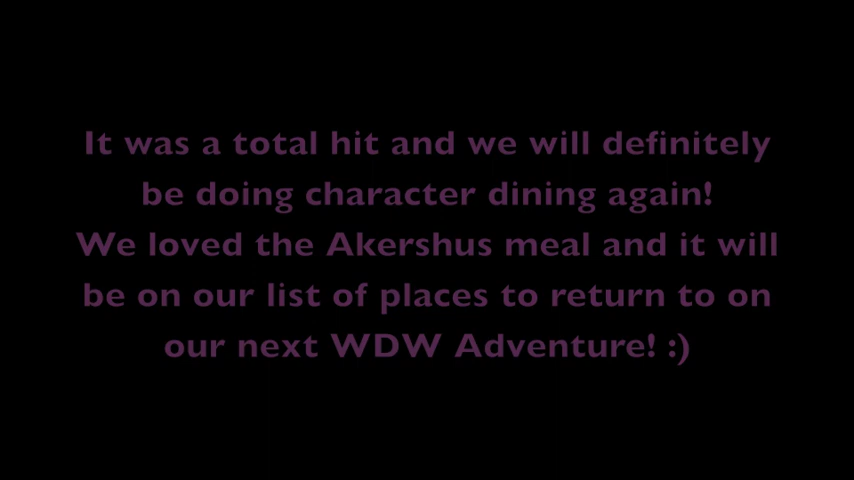 It was a total hit and we will definitely
be doing character dining again!
We loved the Akershus meal and it will
be on our list of places to return to on
our next WDW Adventure! :)